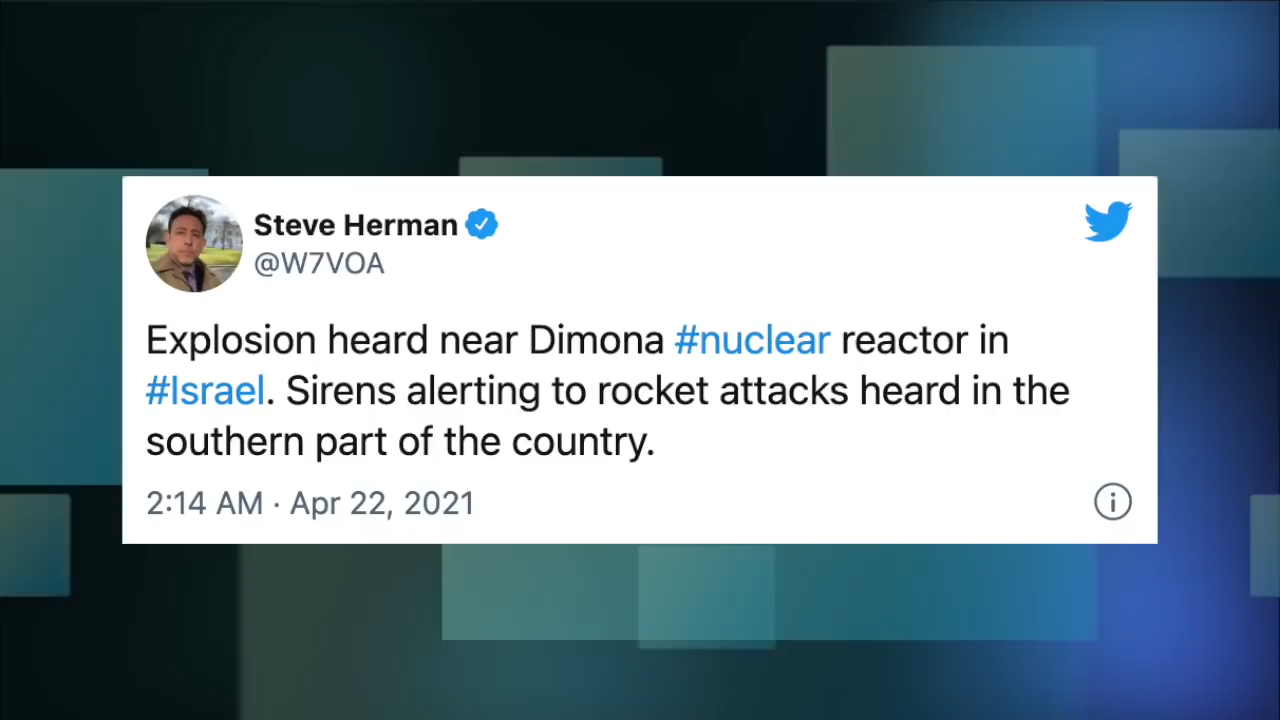 Steve Herman
@W7VOA
Explosion heard near Dimona #nuclear reactor in
#Israel. Sirens alerting to rocket attacks heard in the
southern part of the country.
2:14 AM · Apr 22, 2021